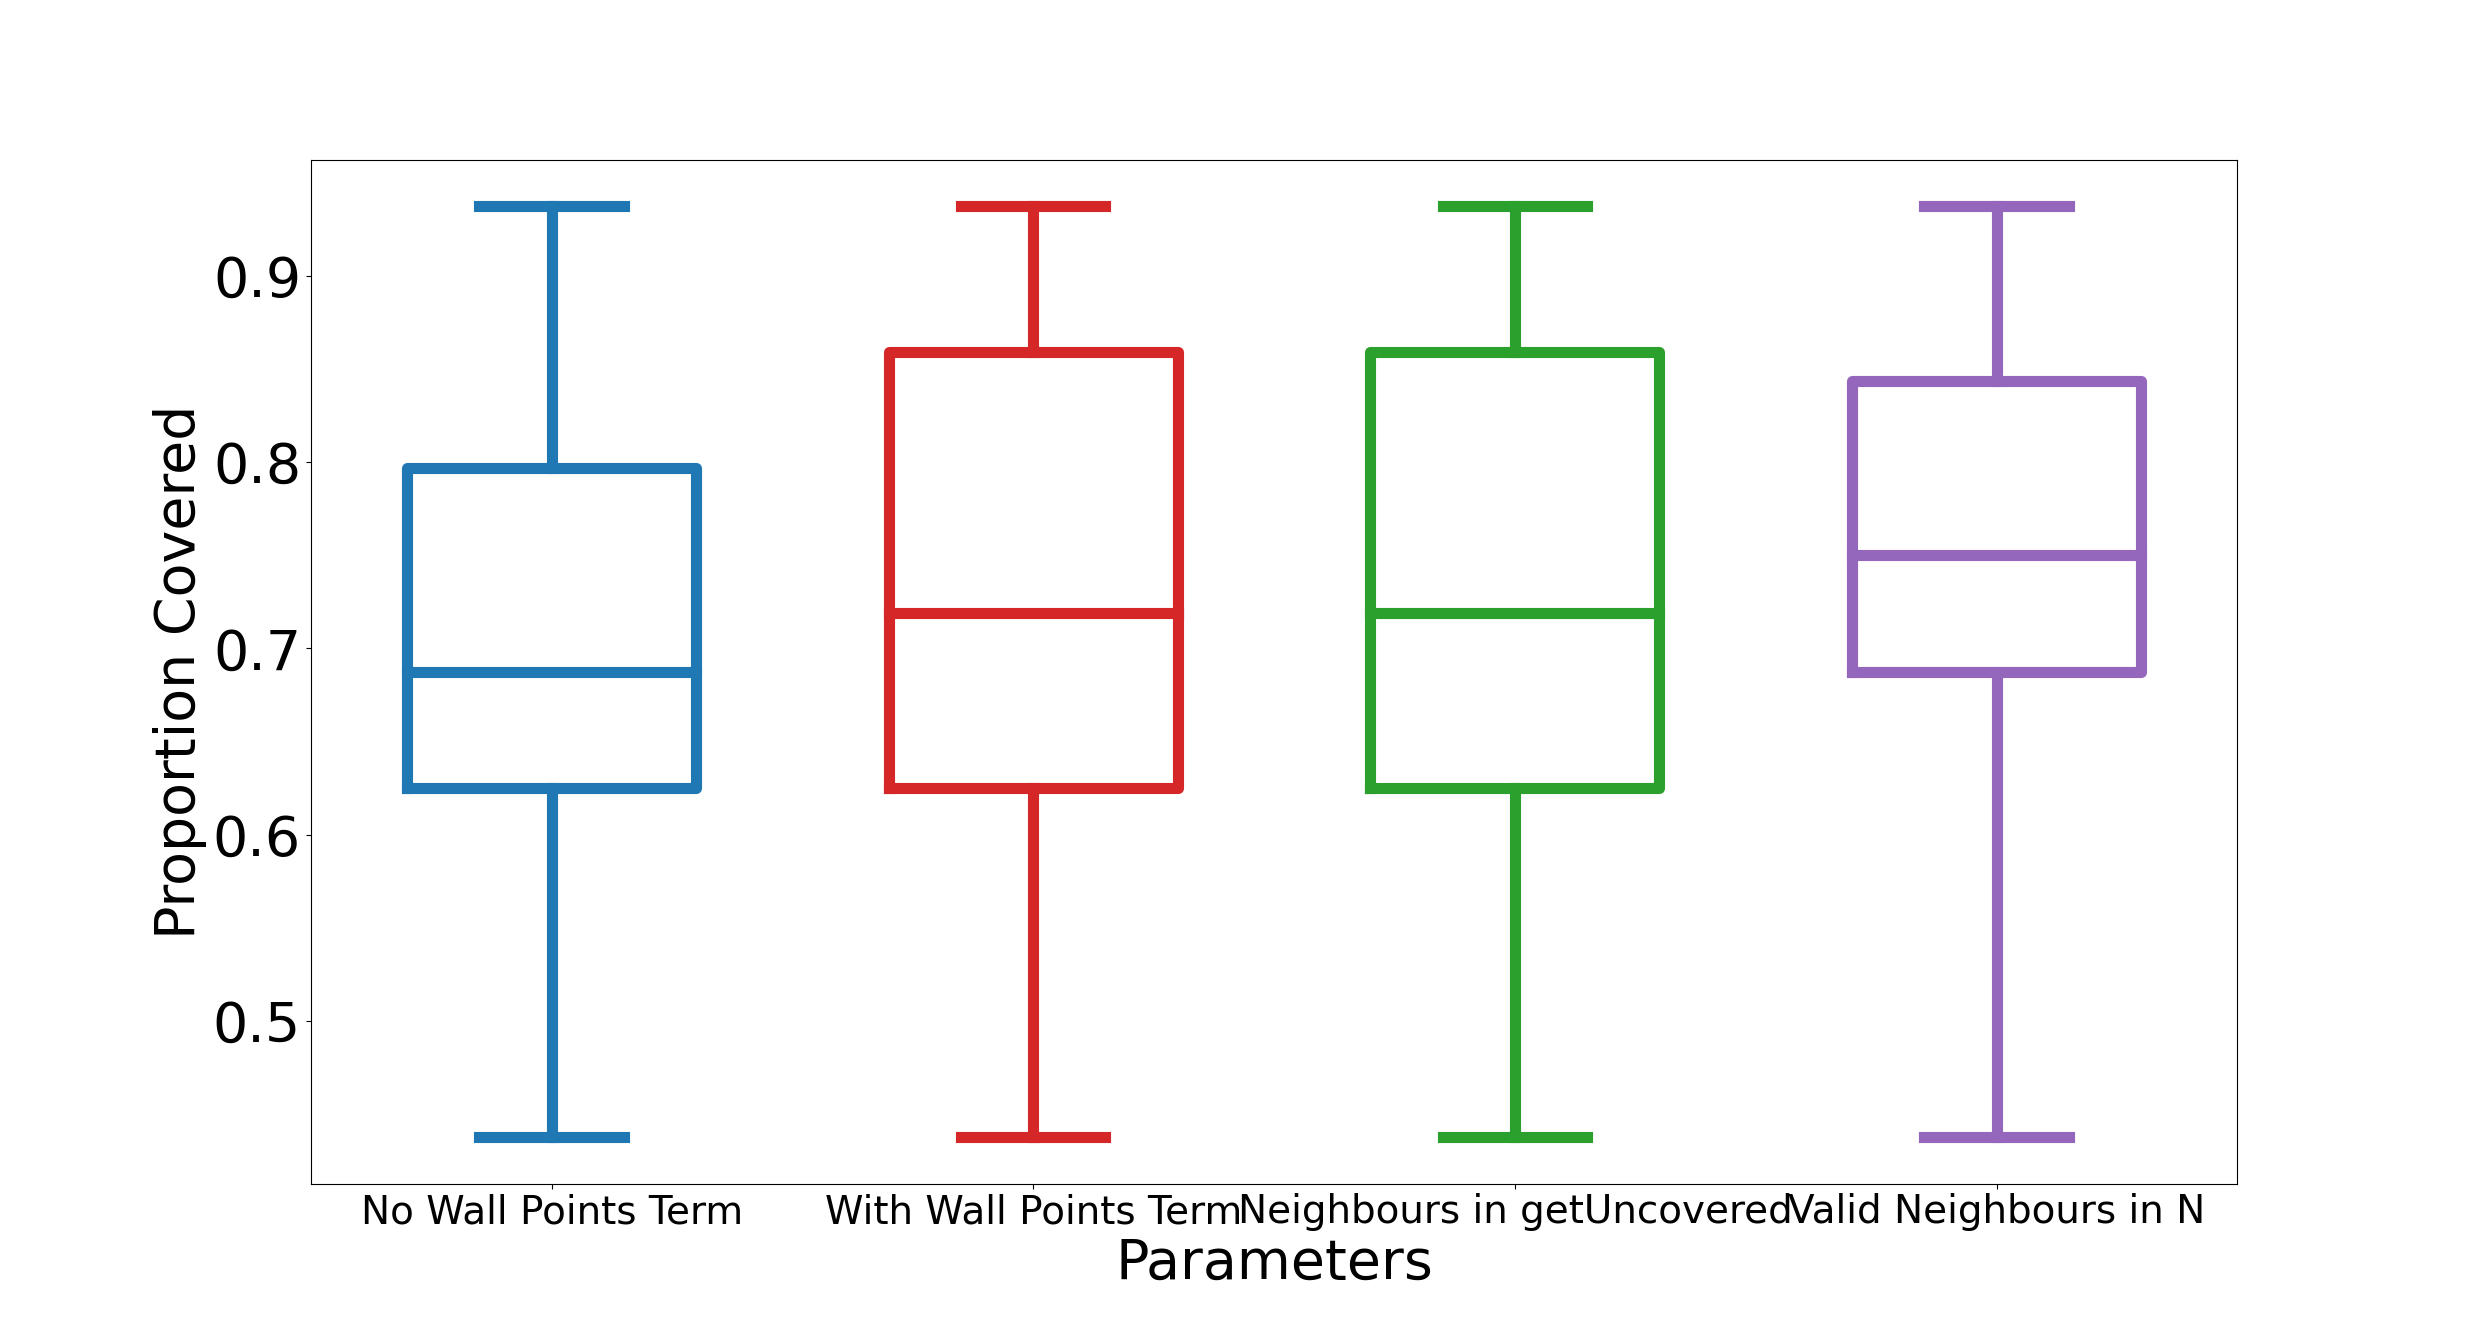 Proportion Covered
0.9
0.8
0.7
0.6
0.5
No Wall Points Term
With Wall Points Term
Neighbours in getUncovered
Valid Neighbours in N
Parameters